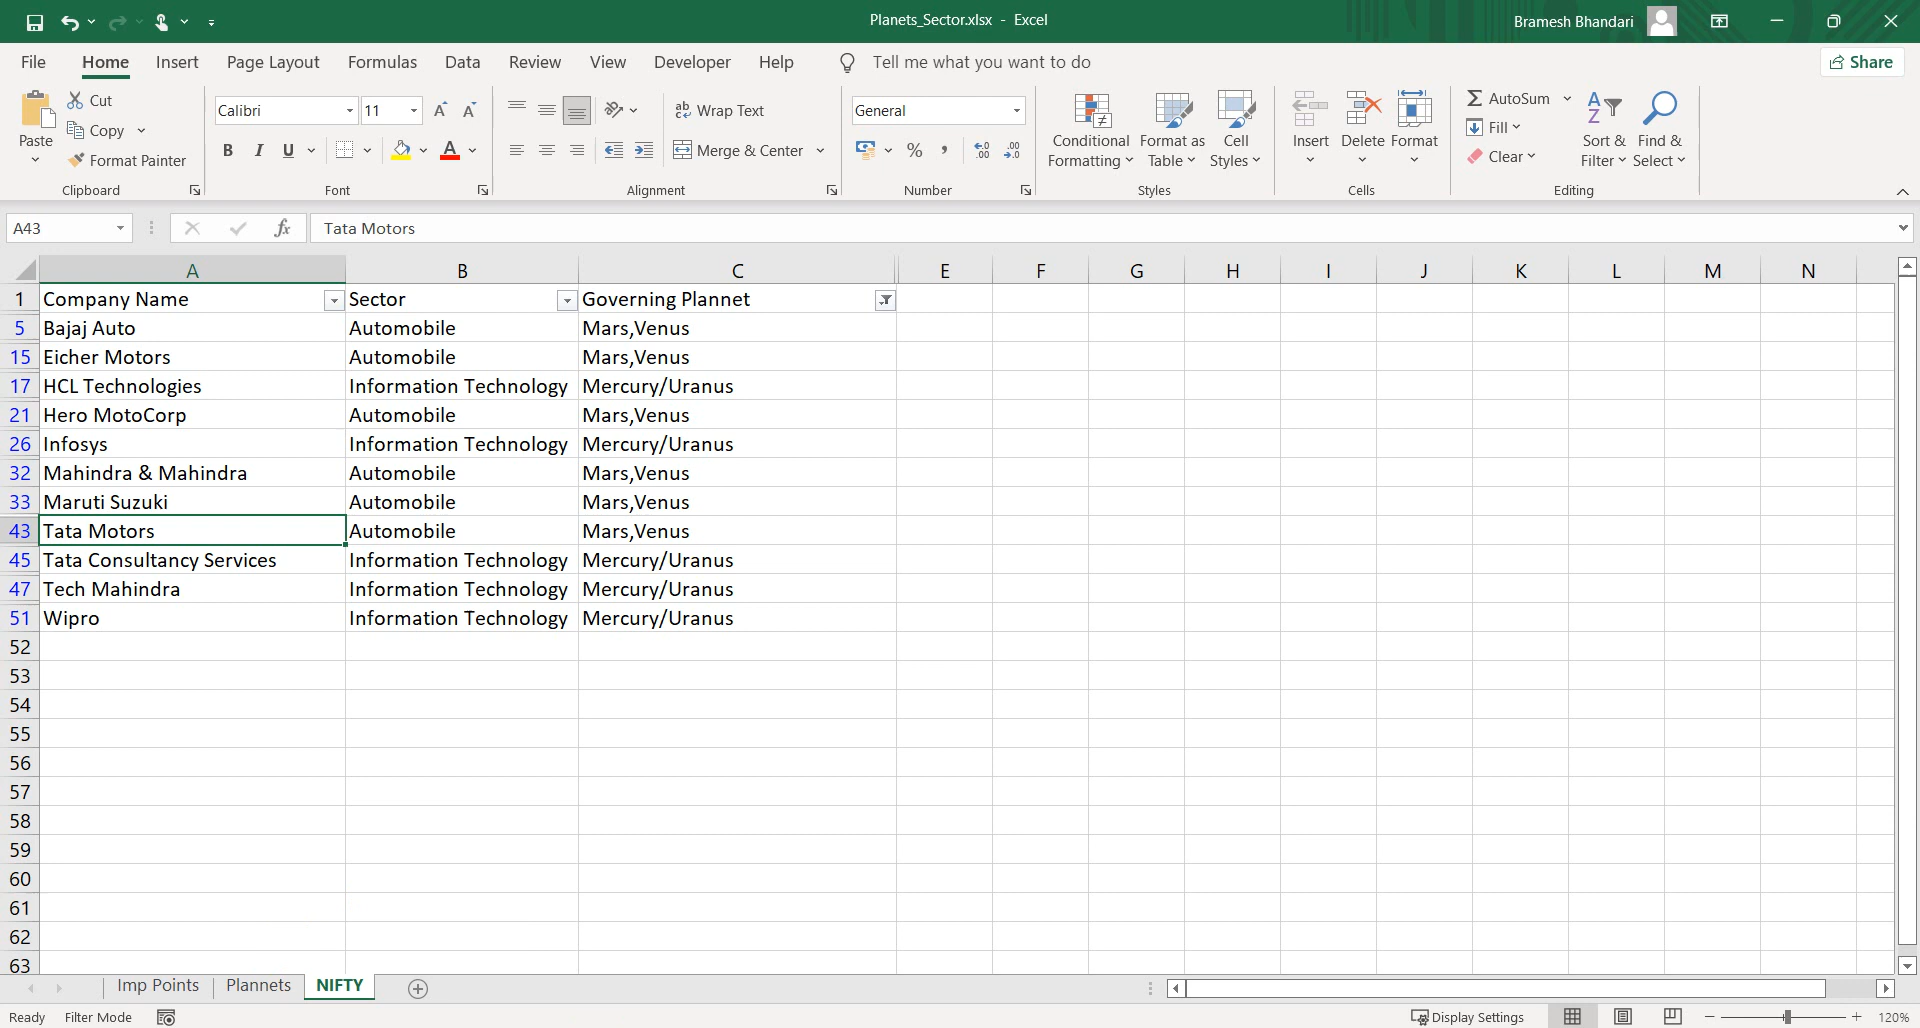 Planets_Sector.xlsx - Excel
Bramesh Bhandari
File Home Insert Page Layout Formulas Data Review View Developer Help Tell me what you want to do
Share
Paste
Cut
Copy
Format Painter
Clipboard
Calibri 11
B I U
Font
Wrap Text
Merge & Center
Alignment
General
Number
Conditional Formatting
Format as Table
Cell Styles
Styles
Insert Delete Format
Cells
AutoSum
Fill
Clear
Sort & Filter
Find & Select
Editing
A43 fx Tata Motors
A B C E F G H I J K L M N
1 Company Name Sector Governing Plannet
5 Bajaj Auto Automobile Mars,Venus
15 Eicher Motors Automobile Mars,Venus
17 HCL Technologies Information Technology Mercury/Uranus
21 Hero MotoCorp Automobile Mars,Venus
26 Infosys Information Technology Mercury/Uranus
32 Mahindra & Mahindra Automobile Mars,Venus
33 Maruti Suzuki Automobile Mars,Venus
43 Tata Motors Automobile Mars,Venus
45 Tata Consultancy Services Information Technology Mercury/Uranus
47 Tech Mahindra Information Technology Mercury/Uranus
51 Wipro Information Technology Mercury/Uranus
52
53
54
55
56
57
58
59
60
61
62
63
Imp Points Plannets NIFTY
Ready Filter Mode Display Settings 120%